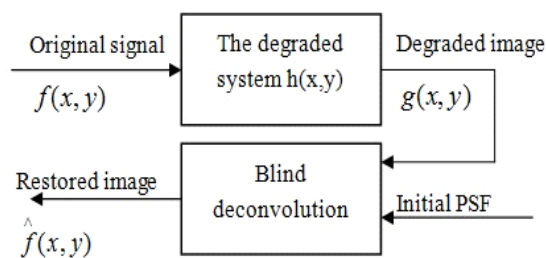 Original signal
f(x, y)
The degraded
system h(x,y)
Degraded image
g(x, y)
Blind
deconvolution
Initial PSF
Restored image
f̂(x, y)